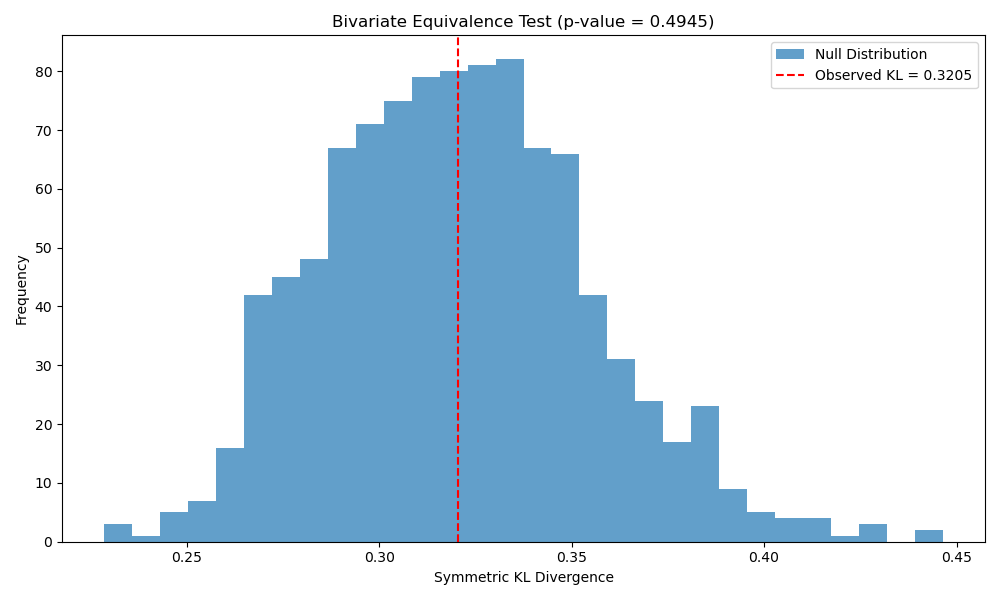 Bivariate Equivalence Test (p-value = 0.4945)
Null Distribution
Observed KL = 0.3205
Frequency
80
70
60
50
40
30
20
10
0
0.25 0.30 0.35 0.40 0.45
Symmetric KL Divergence